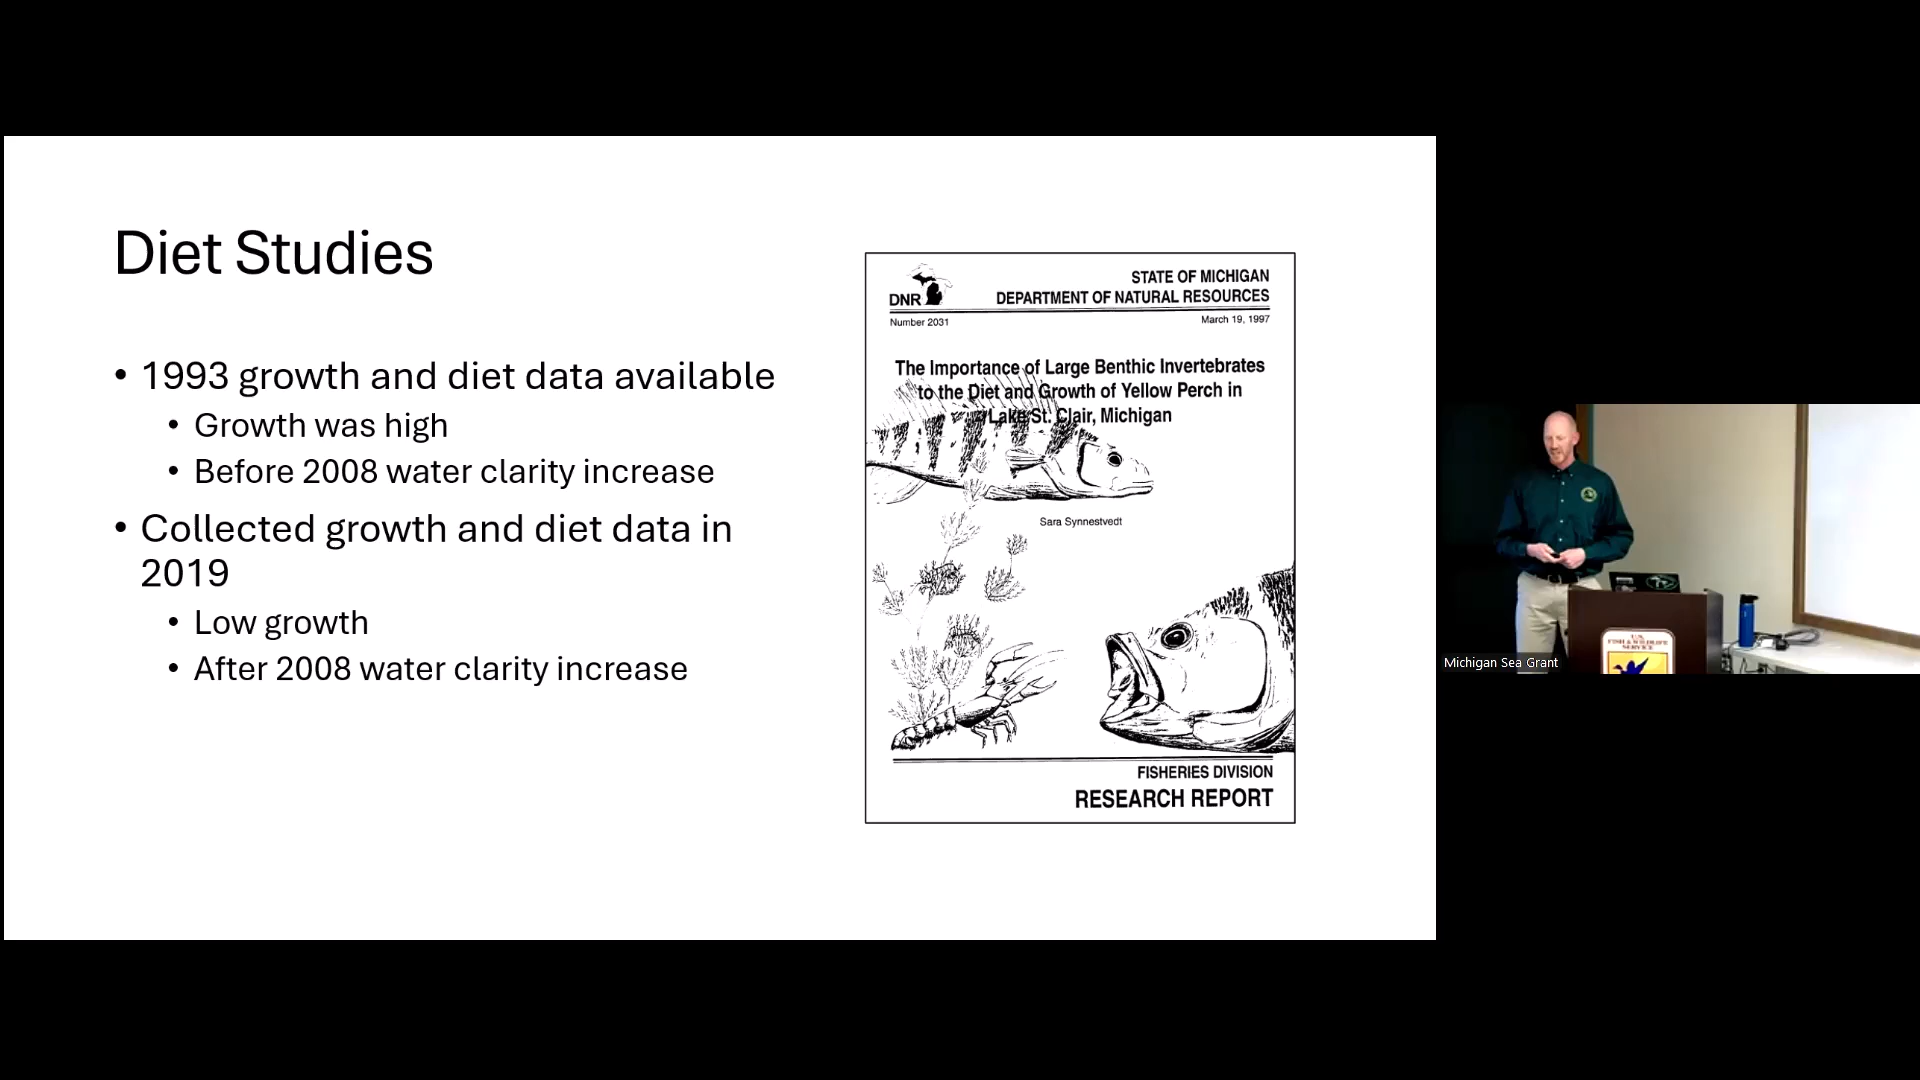 Diet Studies
• 1993 growth and diet data available
• Growth was high
• Before 2008 water clarity increase
• Collected growth and diet data in
2019
• Low growth
• After 2008 water clarity increase
DNR
STATE OF MICHIGAN
DEPARTMENT OF NATURAL RESOURCES
Number 2031
March 19, 1997
The Importance of Large Benthic Invertebrates
to the Diet and Growth of Yellow Perch in
Lake St. Clair, Michigan
Sara Synnestvedt
FISHERIES DIVISION
RESEARCH REPORT
U.S.
FISH & WILDLIFE
SERVICE
Michigan Sea Grant